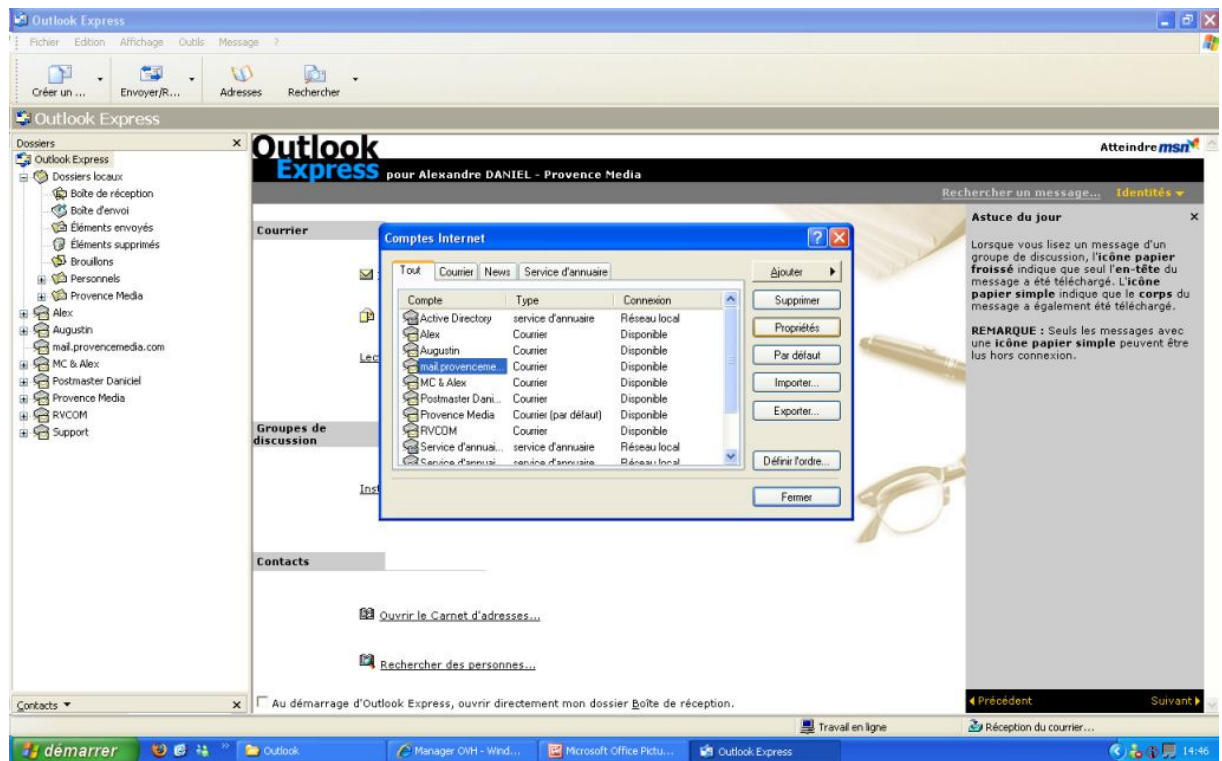 Outlook Express
Fichier Edition Affichage Outils Message ?
Créer un ... Envoyer/R... Adresses Rechercher
Outlook Express
Dossiers
Outlook Express
Dossiers locaux
Boîte de réception
Boîte d'envoi
Éléments envoyés
Éléments supprimés
Brouillons
Personnels
Provence Media
Alex
Augustin
mail.provencemedia.com
MC & Alex
Postmaster Daniciel
Provence Media
RVCOM
Support
Contacts
Outlook
Express pour Alexandre DANIEL - Provence Media
Atteindre msn
Rechercher un message... Identités
Courrier
Lec
Groupes de
discussion
Inst
Contacts
Ouvrir le Carnet d'adresses...
Rechercher des personnes...
Au démarrage d'Outlook Express, ouvrir directement mon dossier Boîte de réception.
Comptes Internet
Tout Courrier News Service d'annuaire
Compte Type Connexion
Active Directory service d'annuaire Réseau local
Alex Courrier Disponible
Augustin Courrier Disponible
mail.provenceme... Courrier Disponible
MC & Alex Courrier Disponible
Postmaster Dani... Courrier Disponible
Provence Media Courrier (par défaut) Disponible
RVCOM Courrier Disponible
Service d'annuai... service d'annuaire Réseau local
Service d'annuai... service d'annuaire Réseau local
Ajouter
Supprimer
Propriétés
Par défaut
Importer...
Exporter...
Définir l'ordre...
Fermer
Astuce du jour
Lorsque vous lisez un message d'un
groupe de discussion, l'icône papier
froissé indique que seul l'en-tête du
message a été téléchargé. L'icône
papier simple indique que le corps du
message a également été téléchargé.
REMARQUE : Seuls les messages avec
une icône papier simple peuvent être
lus hors connexion.
Précédent Suivant
Travail en ligne Réception du courrier...
démarrer Outlook Manager OVH - Wind... Microsoft Office Pictu... Outlook Express 14:46